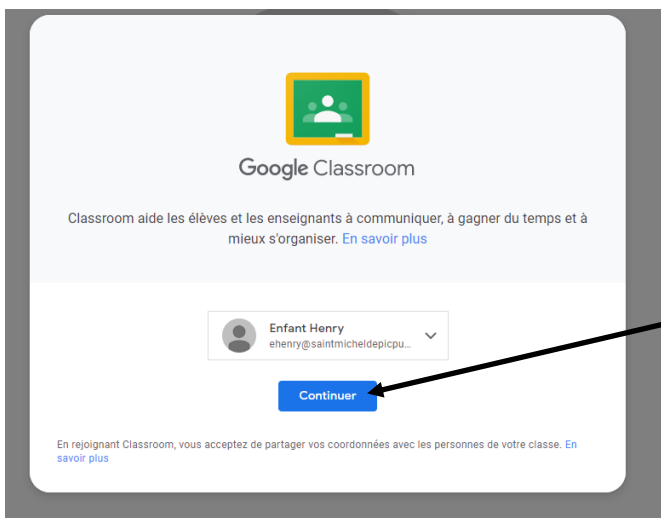 Google Classroom
Classroom aide les élèves et les enseignants à communiquer, à gagner du temps et à
mieux s'organiser. En savoir plus
Enfant Henry
ehenry@saintmicheldepicpu...
Continuer
En rejoignant Classroom, vous acceptez de partager vos coordonnées avec les personnes de votre classe. En
savoir plus